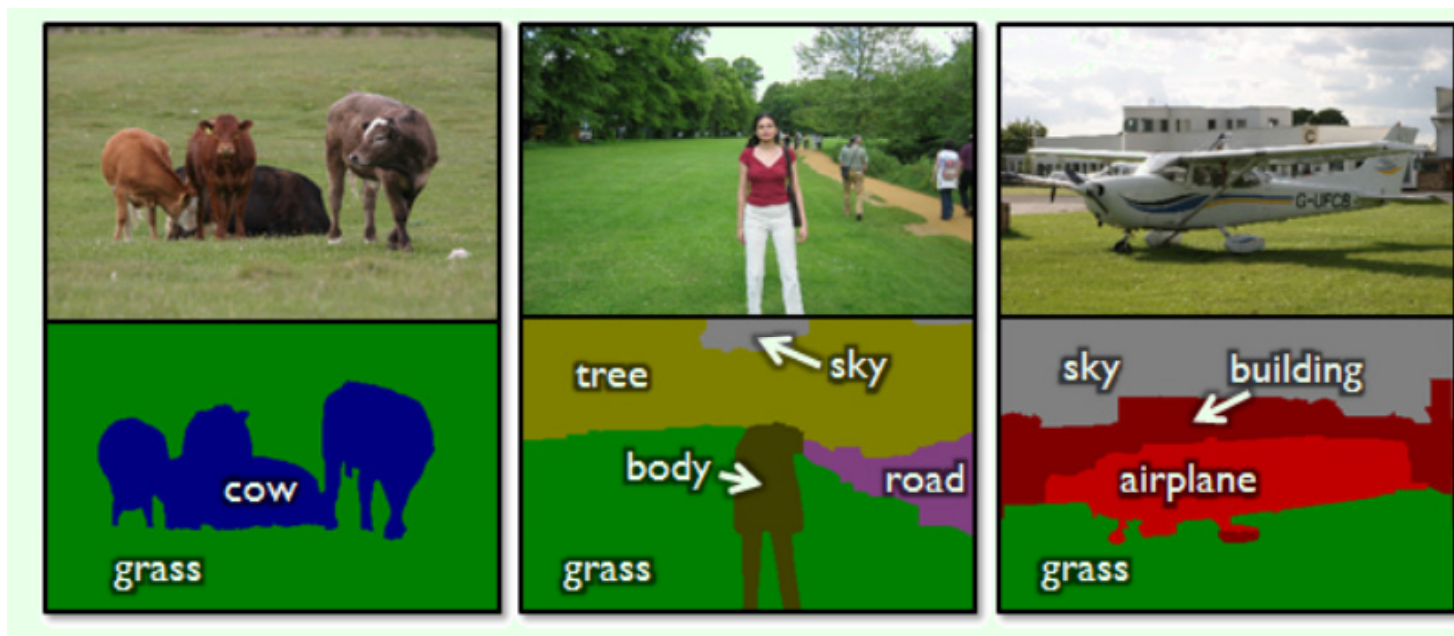 G-UFCB
cow
grass
tree
sky
body
road
grass
sky
building
airplane
grass